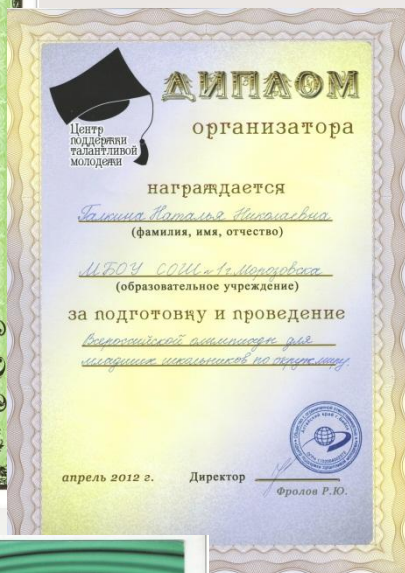 ДИПЛОМ
Центр
поддержки
талантливой
молодежи
организатора
награждается
Галкина Наталья Николаевна
(фамилия, имя, отчество)
МБОУ СОШ №1 г. Морозовска
(образовательное учреждение)
за подготовку и проведение
Всероссийской олимпиады для
младших школьников по окруж. миру.
апрель 2012 г. Директор
Фролов Р.Ю.